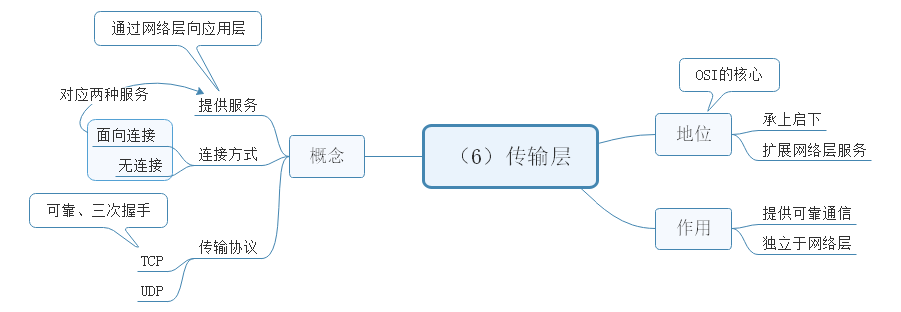 通过网络层向应用层
对应两种服务
提供服务
面向连接
无连接
连接方式
概念
可靠、三次握手
传输协议
TCP
UDP
（6）传输层
OSI的核心
地位
承上启下
扩展网络层服务
作用
提供可靠通信
独立于网络层